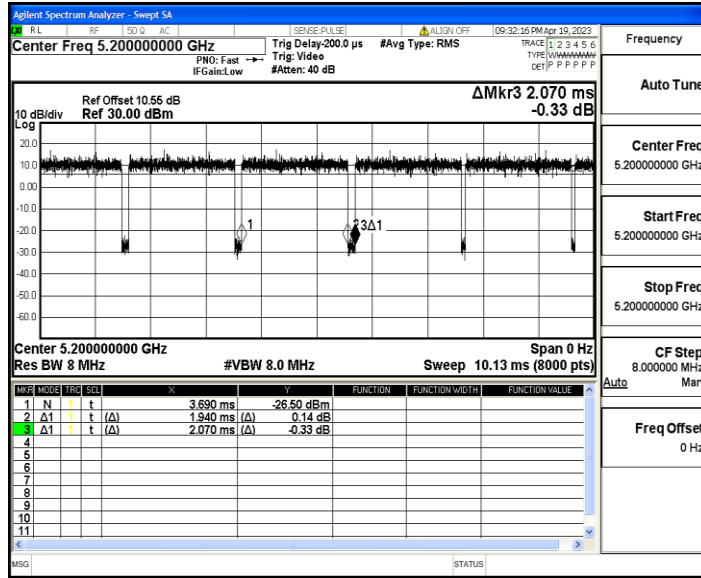 Agilent Spectrum Analyzer - Swept SA
RL RF 50 Ω AC SENSE:PULSE ALIGN OFF 09:32:16 PM Apr 19, 2023
Center Freq 5.200000000 GHz
PNO: Fast
IFGain:Low
Trig Delay-200.0 µs
Trig: Video
#Atten: 40 dB
#Avg Type: RMS
TRACE 1 2 3 4 5 6
TYPE
DET P P P P P P
ΔMkr3 2.070 ms
-0.33 dB
Ref Offset 10.55 dB
10 dB/div Ref 30.00 dBm
Log
20.0
10.0
0.00
-10.0
-20.0
-30.0
-40.0
-50.0
-60.0
1
3Δ1
Center 5.200000000 GHz Span 0 Hz
Res BW 8 MHz #VBW 8.0 MHz Sweep 10.13 ms (8000 pts)
MKR MODE TRC SCL X Y FUNCTION FUNCTION WIDTH FUNCTION VALUE
1 N 1 t 3.690 ms -26.50 dBm
2 Δ1 1 t (Δ) 1.940 ms (Δ) 0.14 dB
3 Δ1 1 t (Δ) 2.070 ms (Δ) -0.33 dB
4
5
6
7
8
9
10
11
MSG STATUS
Frequency
Auto Tune
Center Freq
5.200000000 GHz
Start Freq
5.200000000 GHz
Stop Freq
5.200000000 GHz
CF Step
8.000000 MHz
Auto Man
Freq Offset
0 Hz